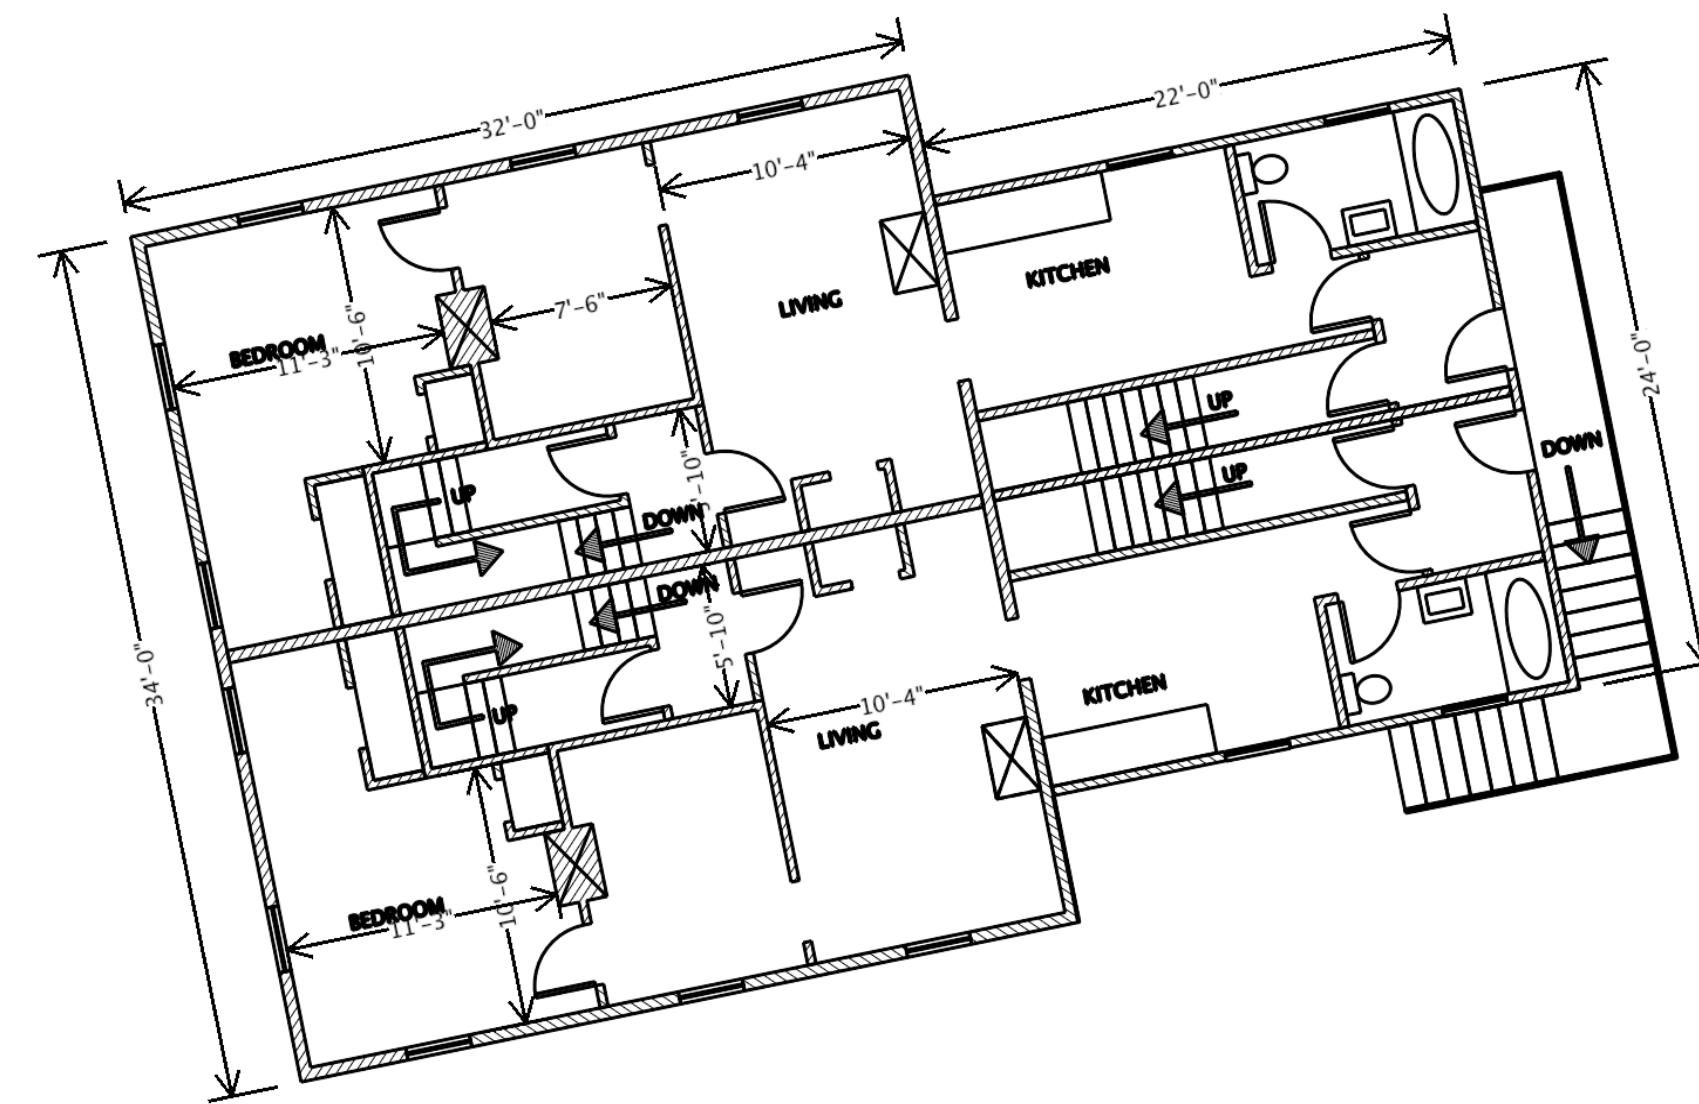 32'-0"
22'-0"
10'-4"
KITCHEN
LIVING
7'-6"
BEDROOM
11'-3"
10'-6"
24'-0"
UP
DOWN
UP
UP
DOWN
5'-10"
DOWN
5'-10"
34'-0"
UP
KITCHEN
10'-4"
LIVING
10'-6"
BEDROOM
11'-3"